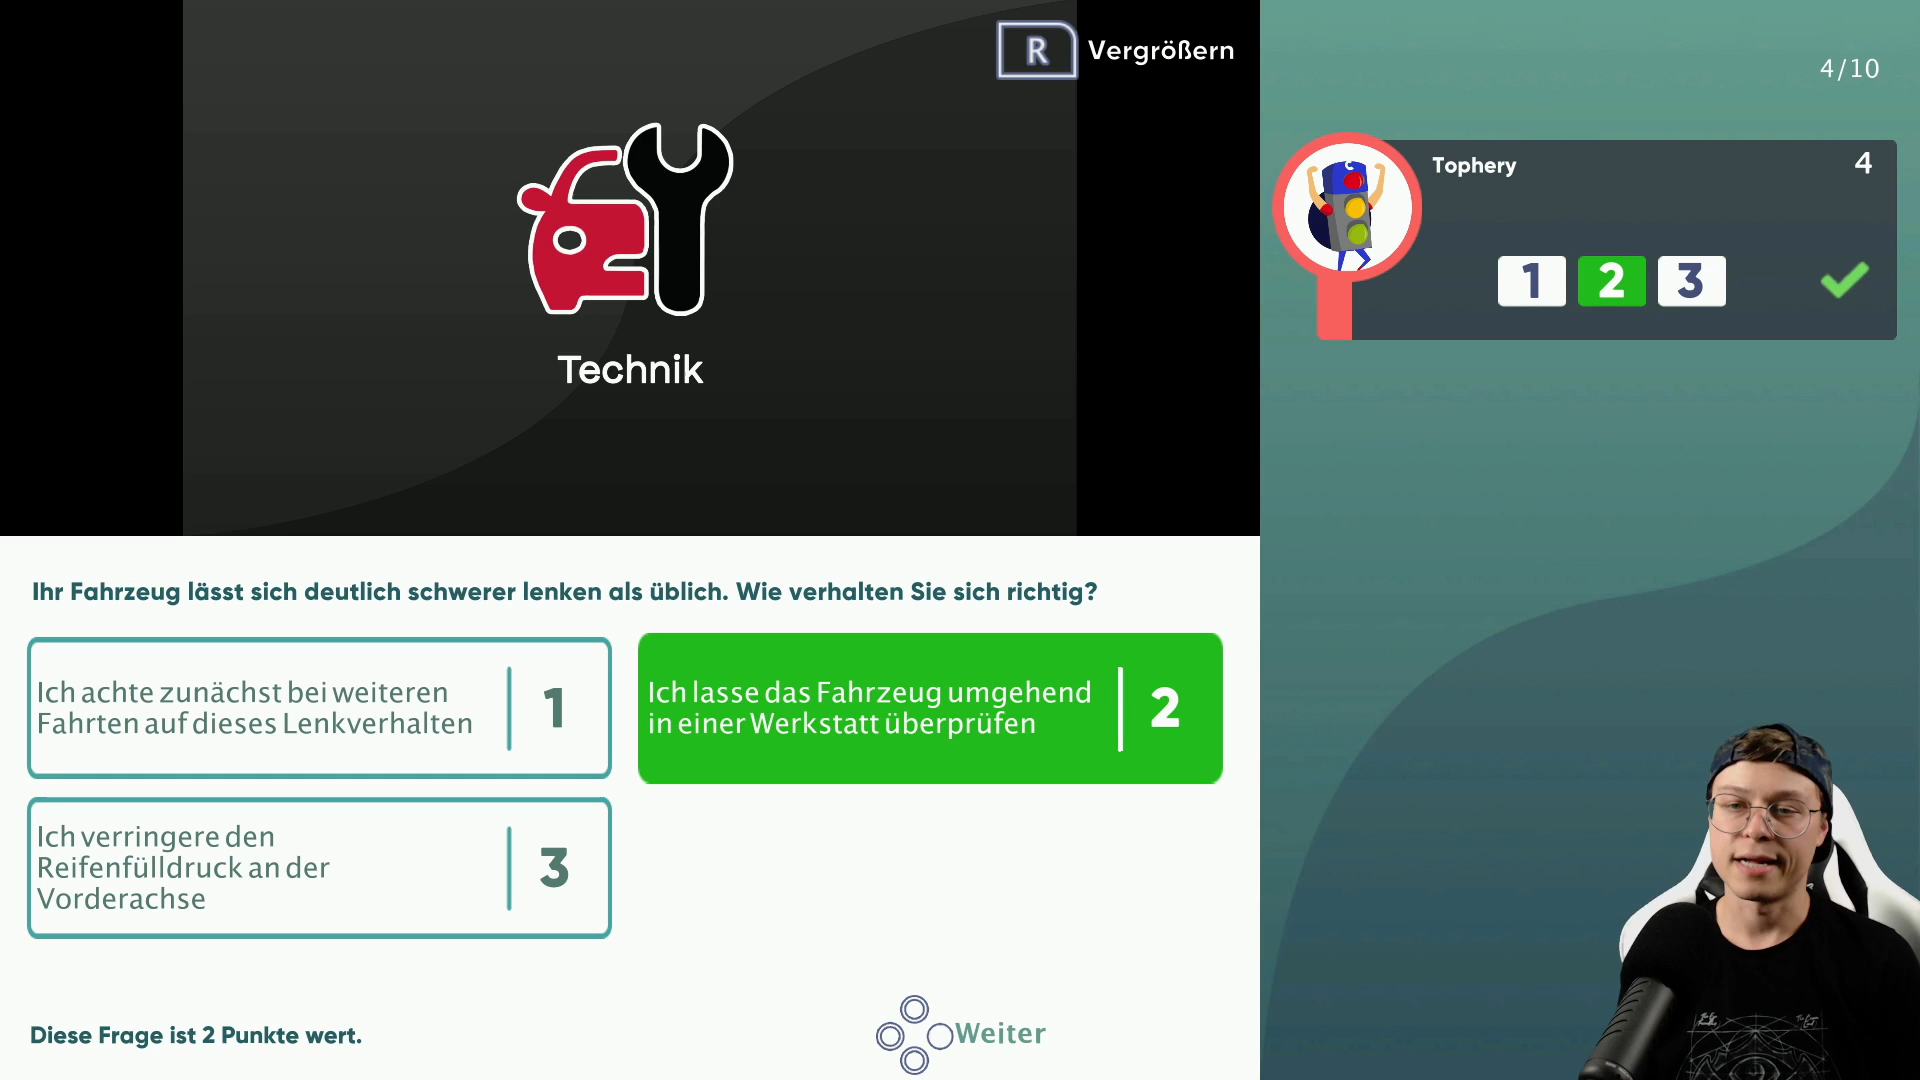 R Vergrößern
4/10
Technik
Tophery 4
1 2 3
Ihr Fahrzeug lässt sich deutlich schwerer lenken als üblich. Wie verhalten Sie sich richtig?
Ich achte zunächst bei weiteren
Fahrten auf dieses Lenkverhalten
1
Ich lasse das Fahrzeug umgehend
in einer Werkstatt überprüfen
2
Ich verringere den
Reifenfülldruck an der
Vorderachse
3
Diese Frage ist 2 Punkte wert.
Weiter